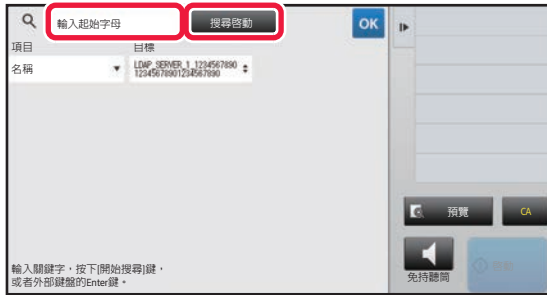 輸入起始字母
搜尋啓動
OK
項目
目標
名稱
LDAP_SERVER_1_1234567890
12345678901234567890
預覽
CA
免持聽筒
輸入關鍵字，按下[開始搜尋]鍵，
或者外部鍵盤的Enter鍵。